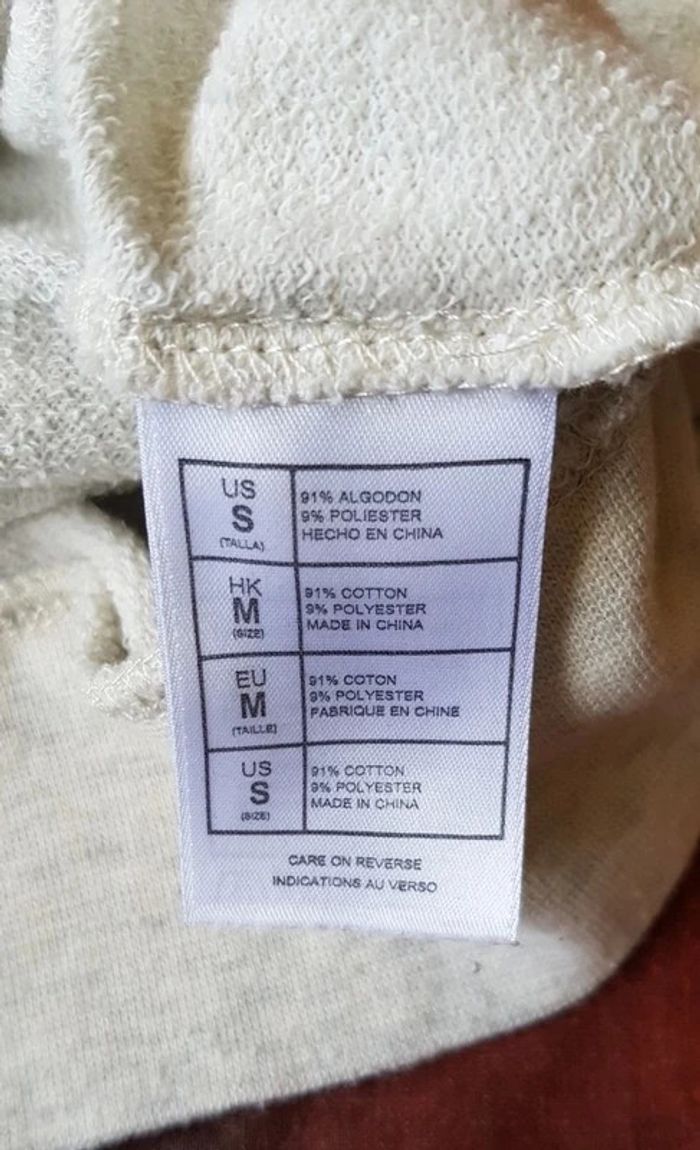 US
S
(TALLA)
91% ALGODON
9% POLIESTER
HECHO EN CHINA
HK
M
(SIZE)
91% COTTON
9% POLYESTER
MADE IN CHINA
EU
M
(TAILLE)
91% COTON
9% POLYESTER
FABRIQUE EN CHINE
US
S
(SIZE)
91% COTTON
9% POLYESTER
MADE IN CHINA
CARE ON REVERSE
INDICATIONS AU VERSO